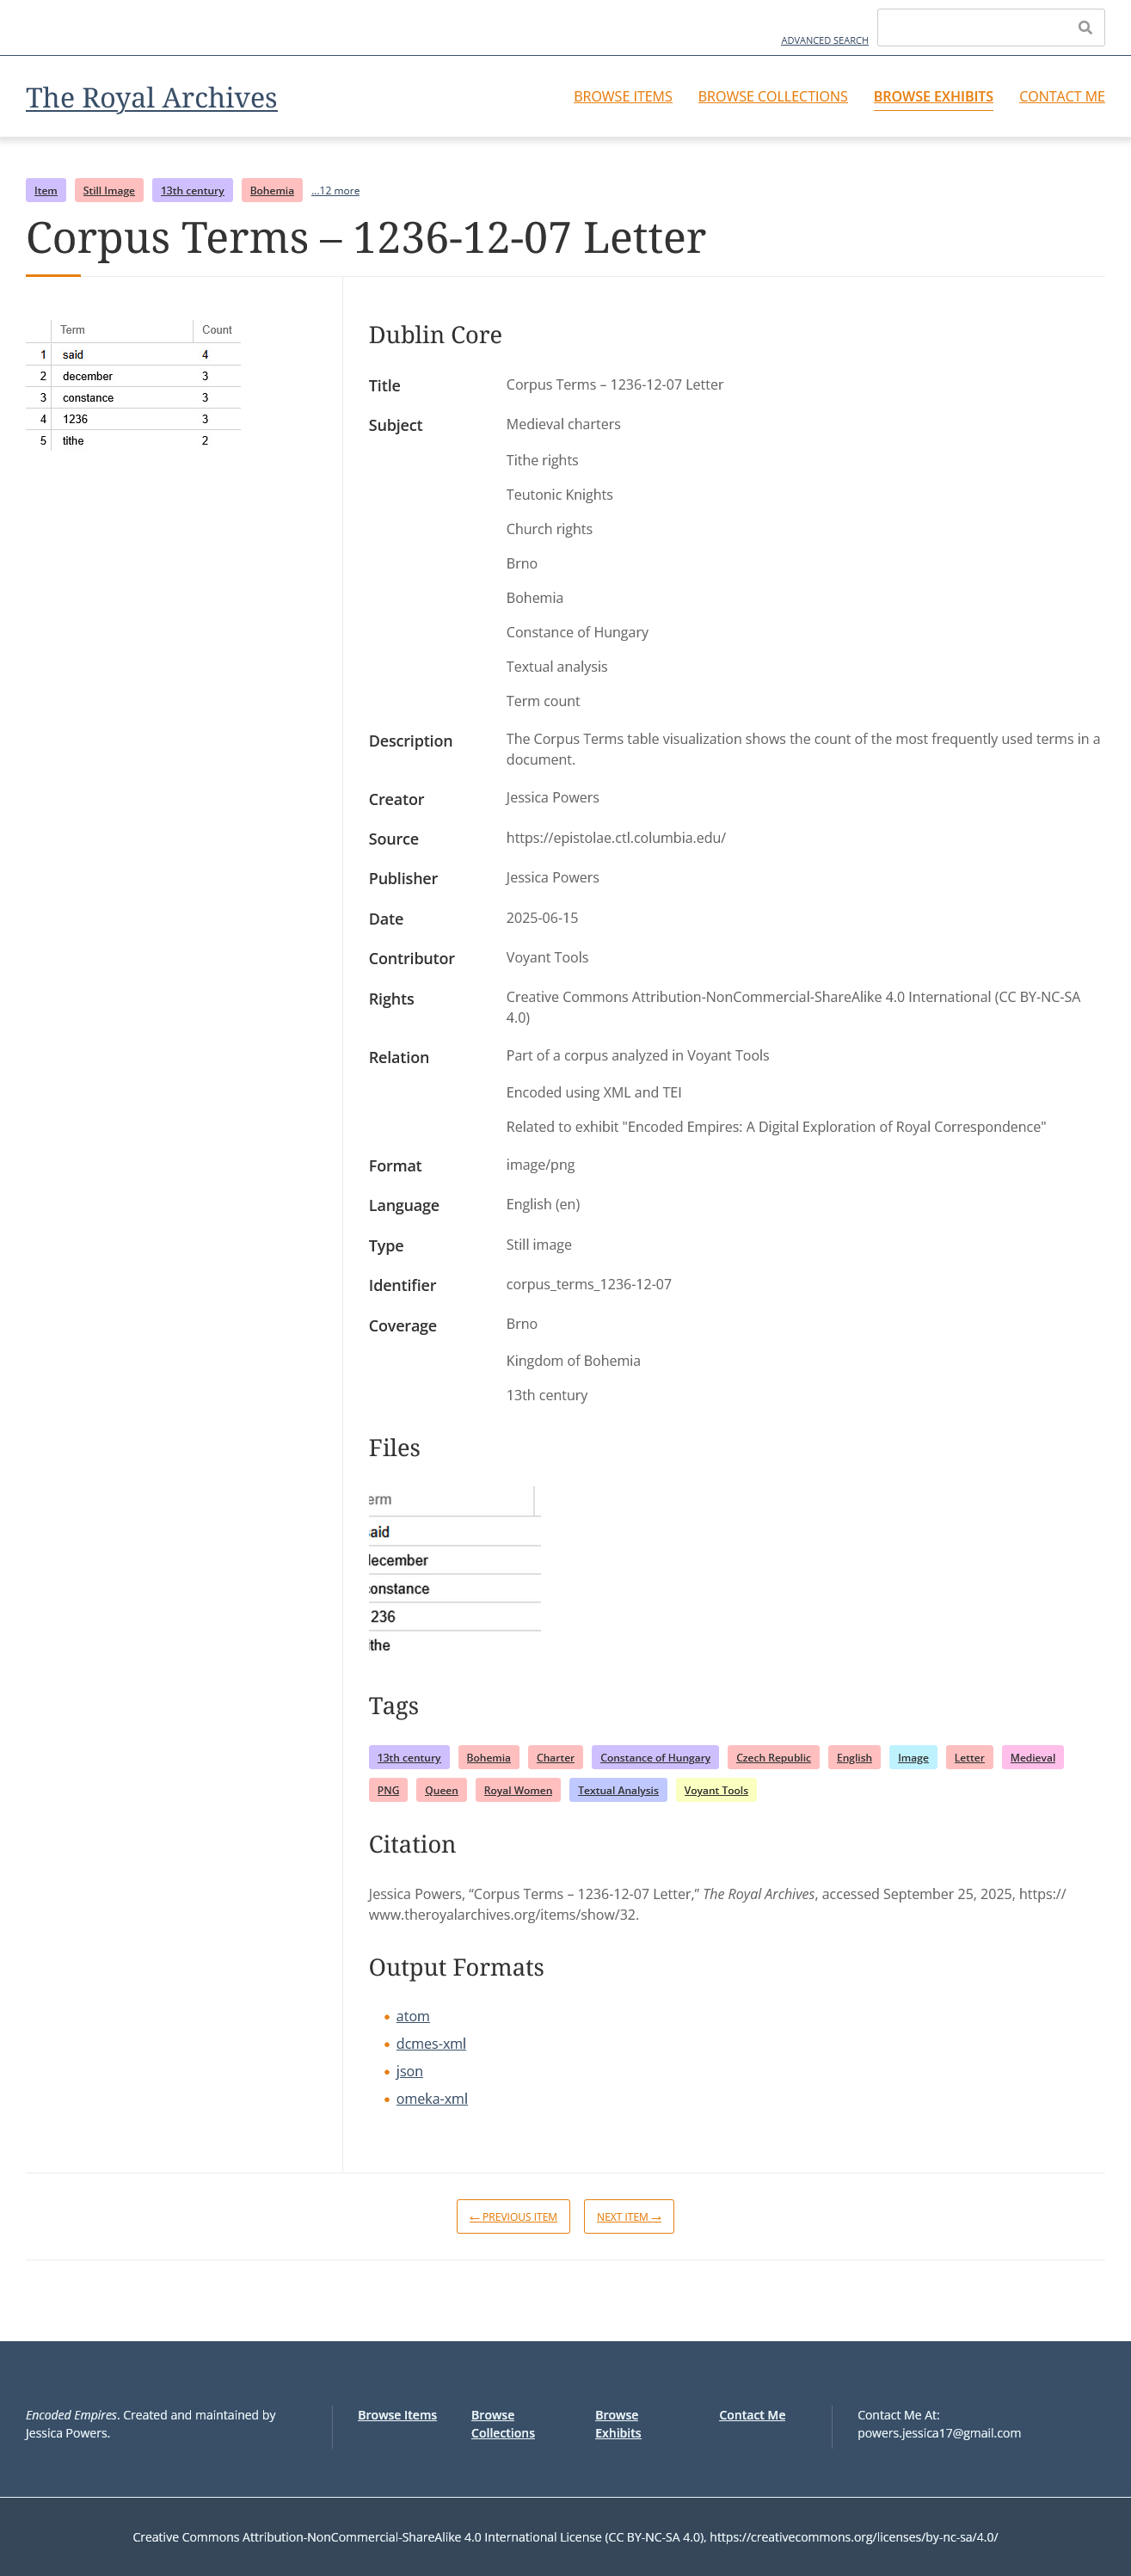 ADVANCED SEARCH
The Royal Archives
BROWSE ITEMS BROWSE COLLECTIONS BROWSE EXHIBITS CONTACT ME
Item Still Image 13th century Bohemia ...12 more
Corpus Terms – 1236-12-07 Letter
Term Count
1 said 4
2 december 3
3 constance 3
4 1236 3
5 tithe 2
Dublin Core
Title Corpus Terms – 1236-12-07 Letter
Subject Medieval charters
Tithe rights
Teutonic Knights
Church rights
Brno
Bohemia
Constance of Hungary
Textual analysis
Term count
Description The Corpus Terms table visualization shows the count of the most frequently used terms in a
document.
Creator Jessica Powers
Source https://epistolae.ctl.columbia.edu/
Publisher Jessica Powers
Date 2025-06-15
Contributor Voyant Tools
Rights Creative Commons Attribution-NonCommercial-ShareAlike 4.0 International (CC BY-NC-SA
4.0)
Relation Part of a corpus analyzed in Voyant Tools
Encoded using XML and TEI
Related to exhibit "Encoded Empires: A Digital Exploration of Royal Correspondence"
Format image/png
Language English (en)
Type Still image
Identifier corpus_terms_1236-12-07
Coverage Brno
Kingdom of Bohemia
13th century
Files
erm
said
december
constance
1236
tithe
Tags
13th century Bohemia Charter Constance of Hungary Czech Republic English Image Letter Medieval
PNG Queen Royal Women Textual Analysis Voyant Tools
Citation
Jessica Powers, “Corpus Terms – 1236-12-07 Letter,” The Royal Archives, accessed September 25, 2025, https://
www.theroyalarchives.org/items/show/32.
Output Formats
atom
dcmes-xml
json
omeka-xml
← PREVIOUS ITEM NEXT ITEM →
Encoded Empires. Created and maintained by
Jessica Powers.
Browse Items
Browse
Collections
Browse
Exhibits
Contact Me
Contact Me At:
powers.jessica17@gmail.com
Creative Commons Attribution-NonCommercial-ShareAlike 4.0 International License (CC BY-NC-SA 4.0), https://creativecommons.org/licenses/by-nc-sa/4.0/